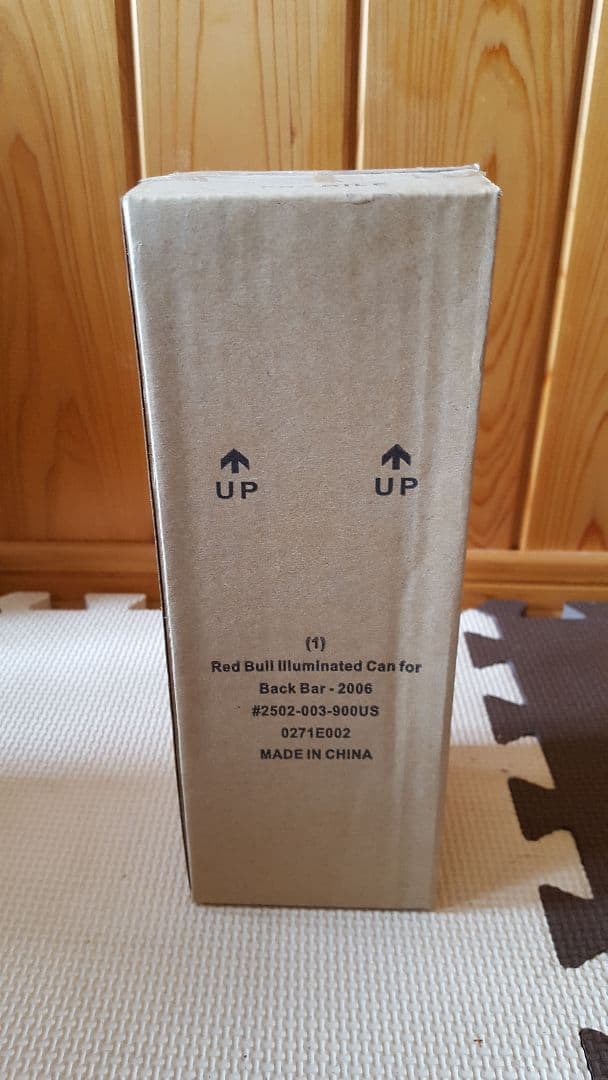 UP UP
(1)
Red Bull Illuminated Can for
Back Bar - 2006
#2502-003-900US
0271E002
MADE IN CHINA